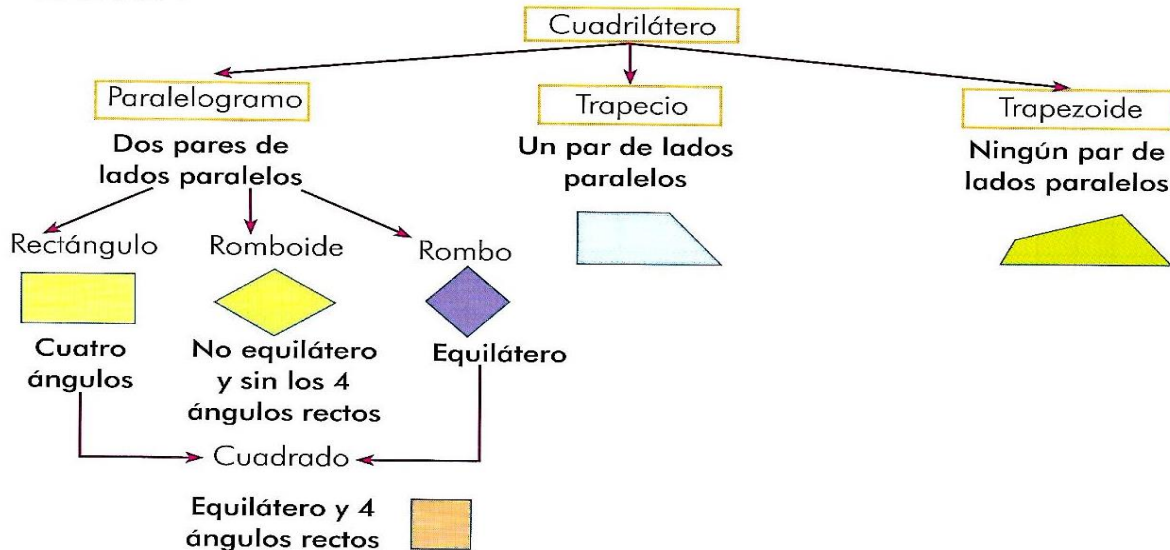 Cuadrilátero
Paralelogramo
Trapecio
Trapezoide
Dos pares de
lados paralelos
Un par de lados
paralelos
Ningún par de
lados paralelos
Rectángulo
Romboide
Rombo
Cuatro
ángulos
No equilátero
y sin los 4
ángulos rectos
Equilátero
Cuadrado
Equilátero y 4
ángulos rectos